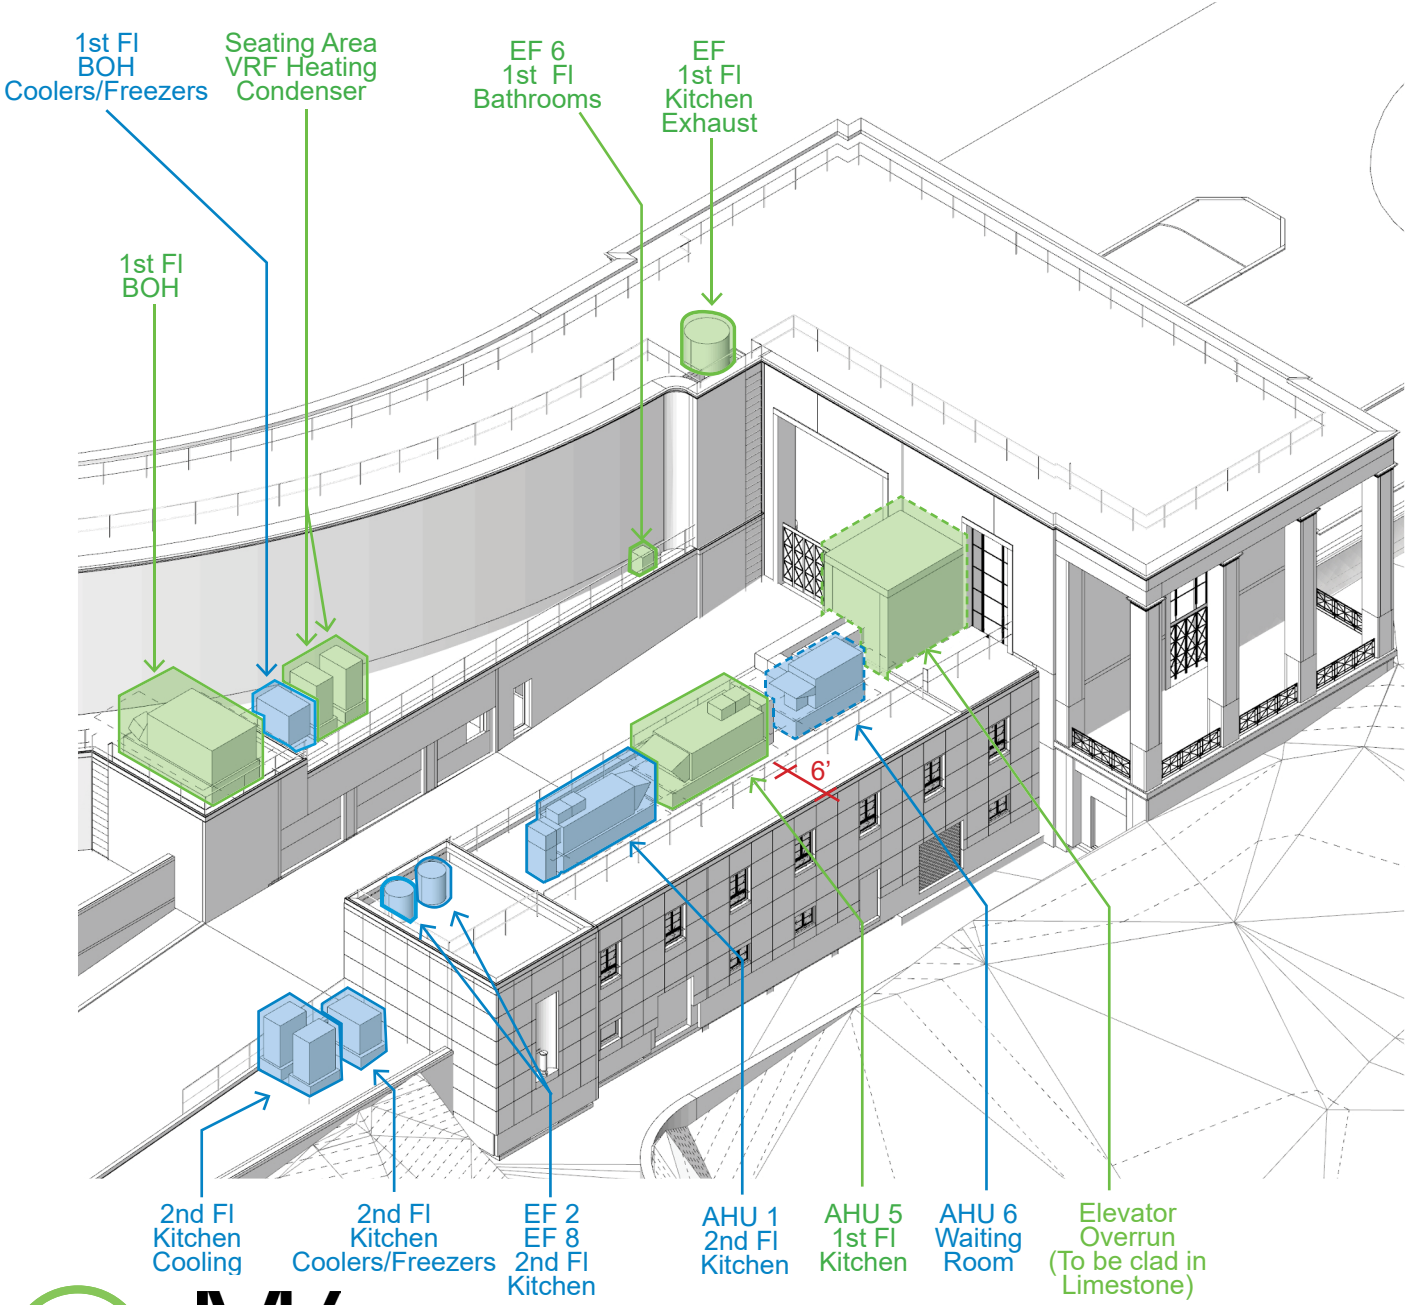 1st Fl
BOH
Coolers/Freezers
Seating Area
VRF Heating
Condenser
EF 6
1st Fl
Bathrooms
EF
1st Fl
Kitchen
Exhaust
1st Fl
BOH
6'
2nd Fl
Kitchen
Cooling
2nd Fl
Kitchen
Coolers/Freezers
EF 2
EF 8
2nd Fl
Kitchen
AHU 1
2nd Fl
Kitchen
AHU 5
1st Fl
Kitchen
AHU 6
Waiting
Room
Elevator
Overrun
(To be clad in
Limestone)